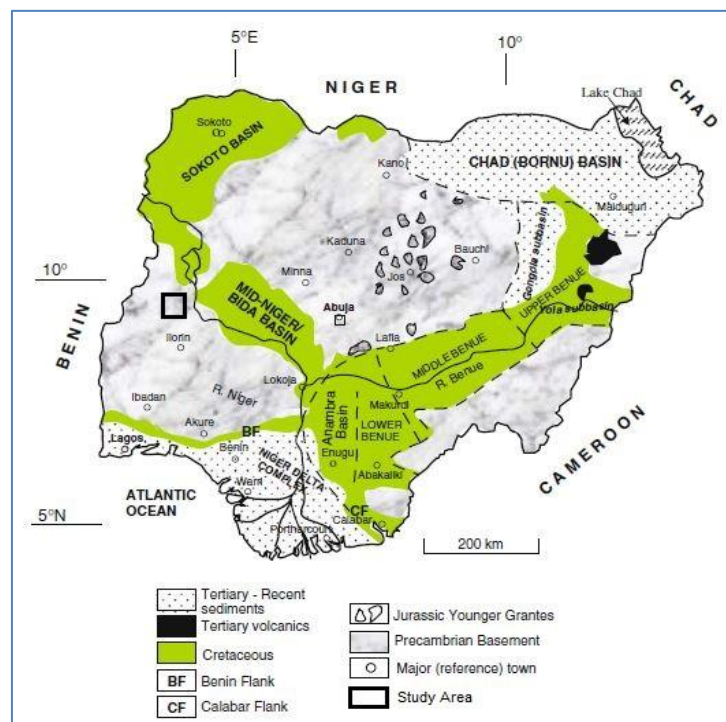 5°E
10°
NIGER
CHAD
Lake Chad
Sokoto
SOKOTO BASIN
Kano
CHAD (BORNU) BASIN
Maiduguri
Kaduna
Bauchi
Gongola subbasin
10°
Minna
Jos
MID-NIGER/
BIDA BASIN
Abuja
UPPER BENUE
Yola subbasin
BENIN
Ilorin
Lafia
MIDDLE BENUE
R. Benue
Lokoja
Ibadan
R. Niger
Makurdi
Anambra
Basin
LOWER
BENUE
CAMEROON
Akure
BF
Lagos
Benin
Enugu
Abakaliki
NIGER DELTA
COMPLEX
ATLANTIC
OCEAN
Warri
CF
Calabar
5°N
Portharcourt
200 km
Tertiary - Recent
sediments
Tertiary volcanics
Cretaceous
BF
Benin Flank
CF
Calabar Flank
Jurassic Younger Grantes
Precambrian Basement
Major (reference) town
Study Area